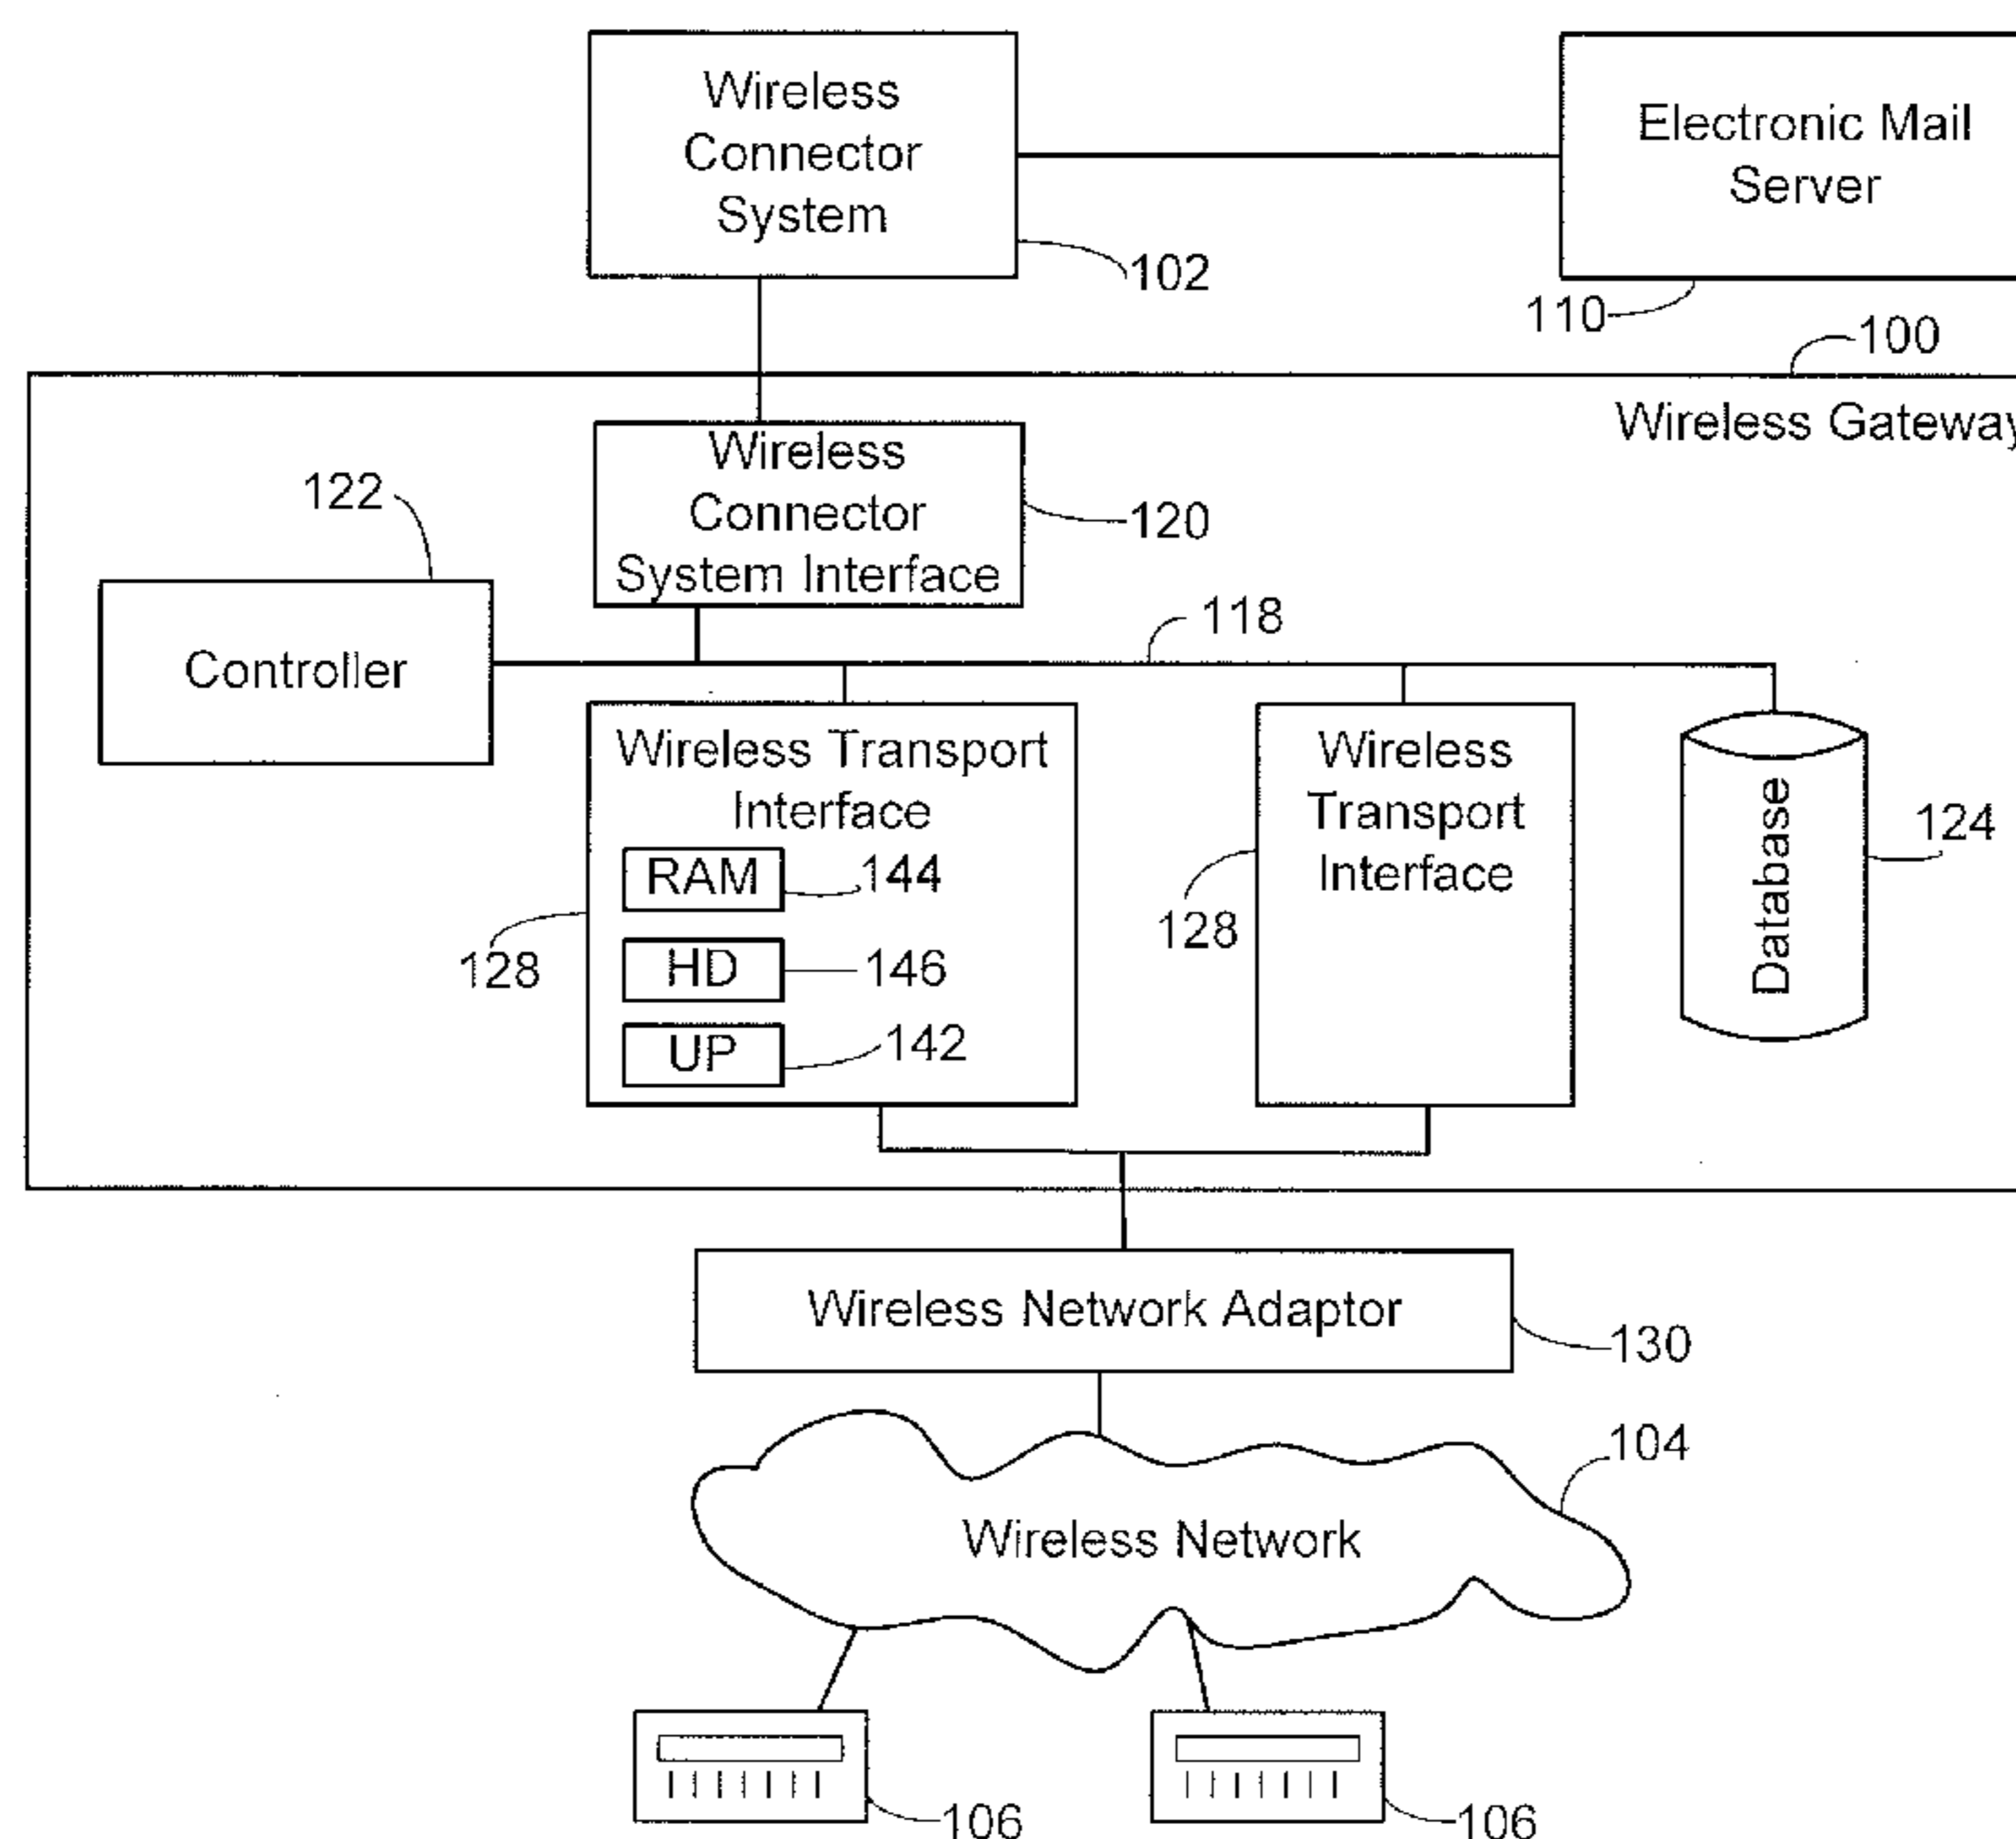 Wireless
Connector
System
102
Electronic Mail
Server
110
100
Wireless Gateway
Wireless
Connector
System Interface
120
122
Controller
118
Wireless Transport
Interface
RAM
144
HD
146
UP
142
128
Wireless
Transport
Interface
128
Database
124
Wireless Network Adaptor
130
104
Wireless Network
106
106